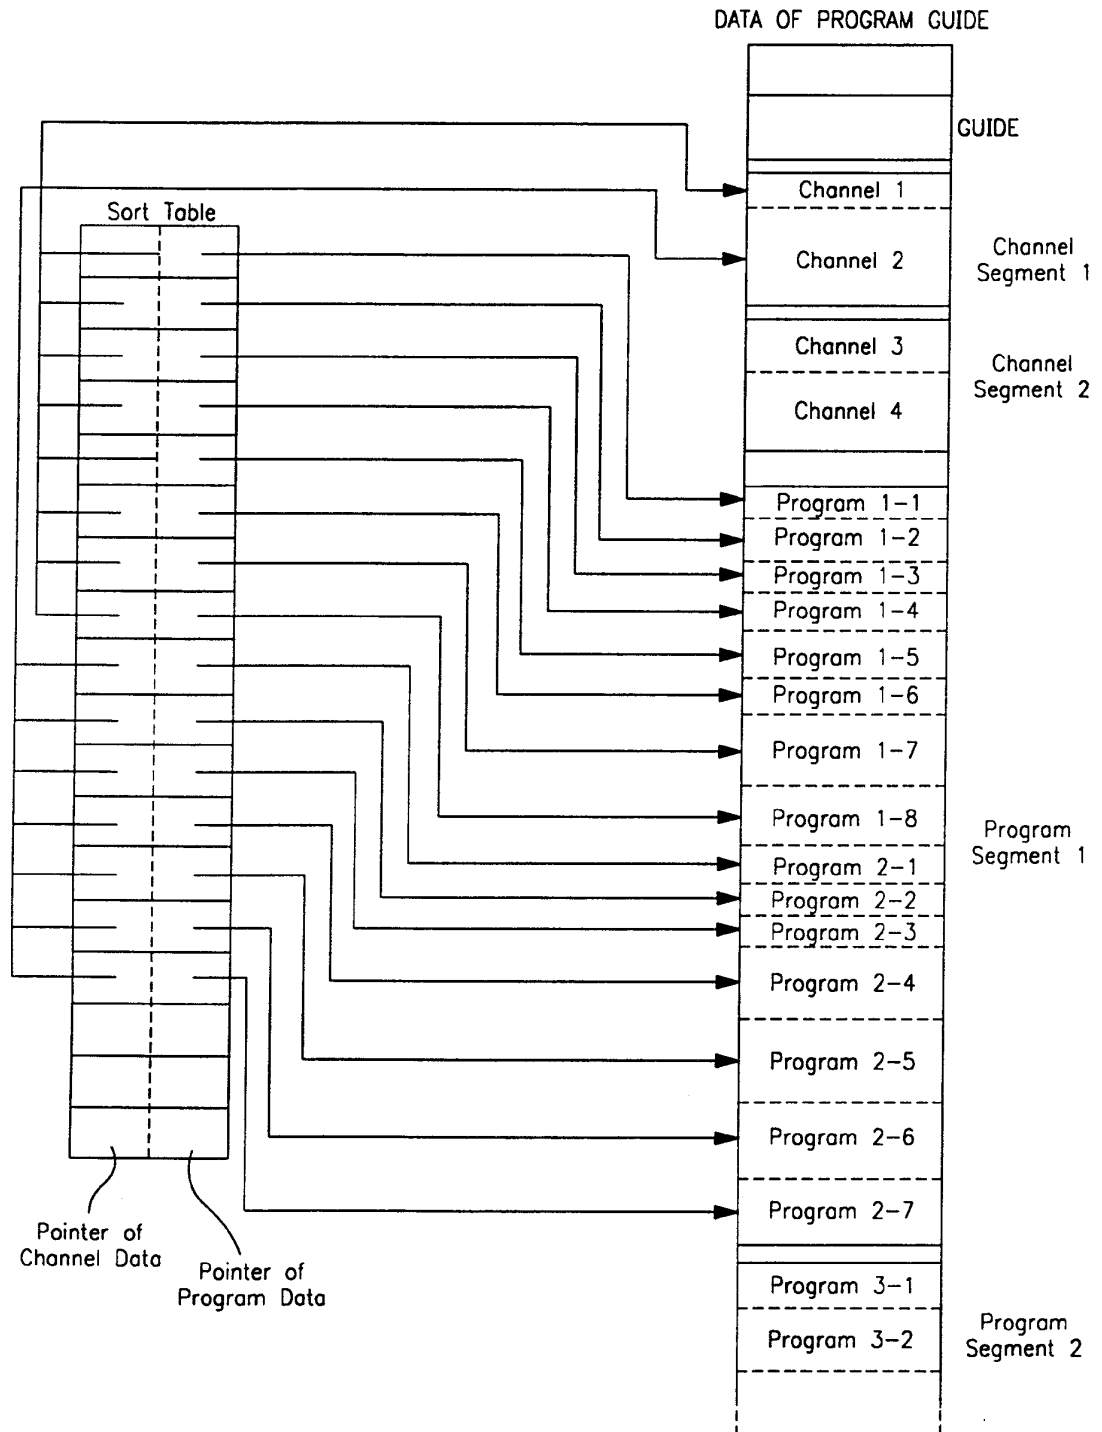 DATA OF PROGRAM GUIDE
GUIDE
Channel 1
Sort Table
Channel 2
Channel
Segment 1
Channel 3
Channel 4
Channel
Segment 2
Program 1-1
Program 1-2
Program 1-3
Program 1-4
Program 1-5
Program 1-6
Program 1-7
Program 1-8
Program 2-1
Program 2-2
Program 2-3
Program 2-4
Program 2-5
Program 2-6
Program 2-7
Program
Segment 1
Pointer of
Channel Data
Pointer of
Program Data
Program 3-1
Program 3-2
Program
Segment 2